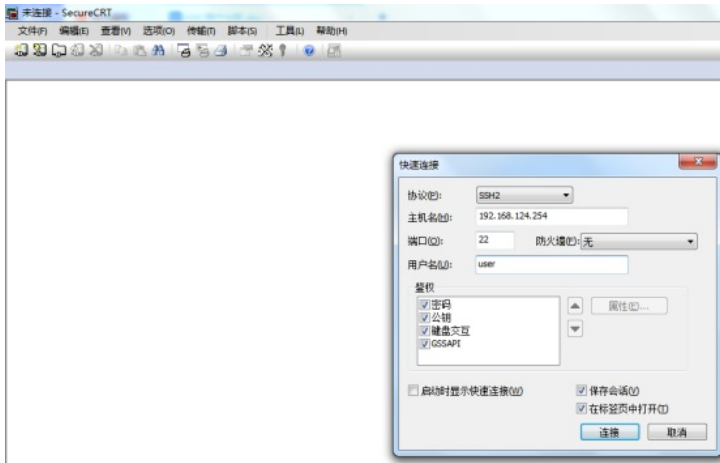 未连接 - SecureCRT
文件(F) 编辑(E) 查看(V) 选项(O) 传输(T) 脚本(S) 工具(L) 帮助(H)
快速连接
协议(P): SSH2
主机名(H): 192.168.124.254
端口(O): 22 防火墙(F): 无
用户名(U): user
鉴权
密码
公钥
键盘交互
GSSAPI
属性(E)...
启动时显示快速连接(W)
保存会话(V)
在标签页中打开(T)
连接 取消